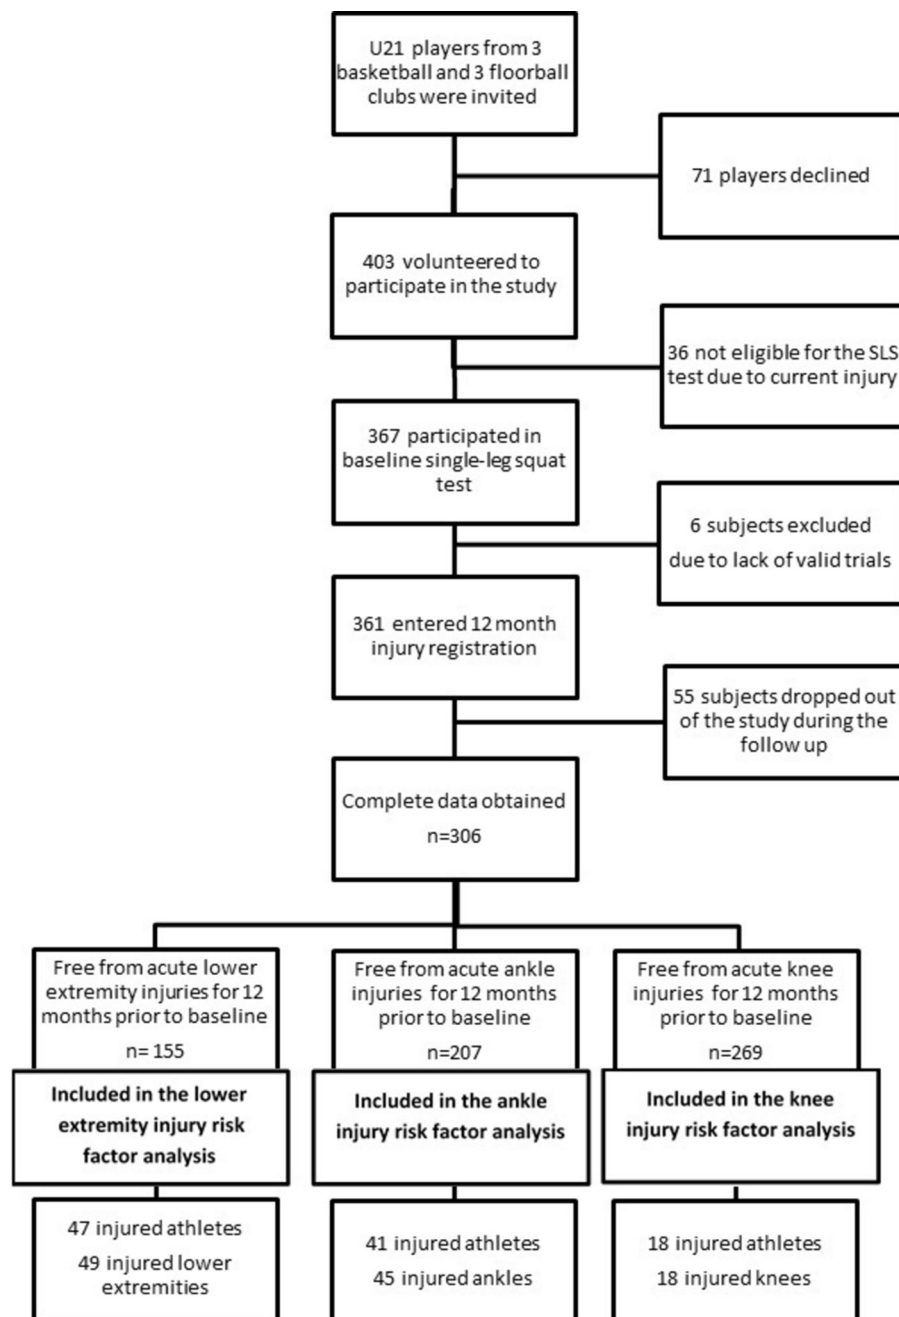 U21 players from 3
basketball and 3 floorball
clubs were invited
71 players declined
403 volunteered to
participate in the study
36 not eligible for the SLS
test due to current injury
367 participated in
baseline single-leg squat
test
6 subjects excluded
due to lack of valid trials
361 entered 12 month
injury registration
55 subjects dropped out
of the study during the
follow up
Complete data obtained
n=306
Free from acute lower
extremity injuries for 12
months prior to baseline
n= 155
Included in the lower
extremity injury risk
factor analysis
47 injured athletes
49 injured lower
extremities
Free from acute ankle
injuries for 12 months
prior to baseline
n=207
Included in the ankle
injury risk factor analysis
41 injured athletes
45 injured ankles
Free from acute knee
injuries for 12 months
prior to baseline
n=269
Included in the knee
injury risk factor analysis
18 injured athletes
18 injured knees